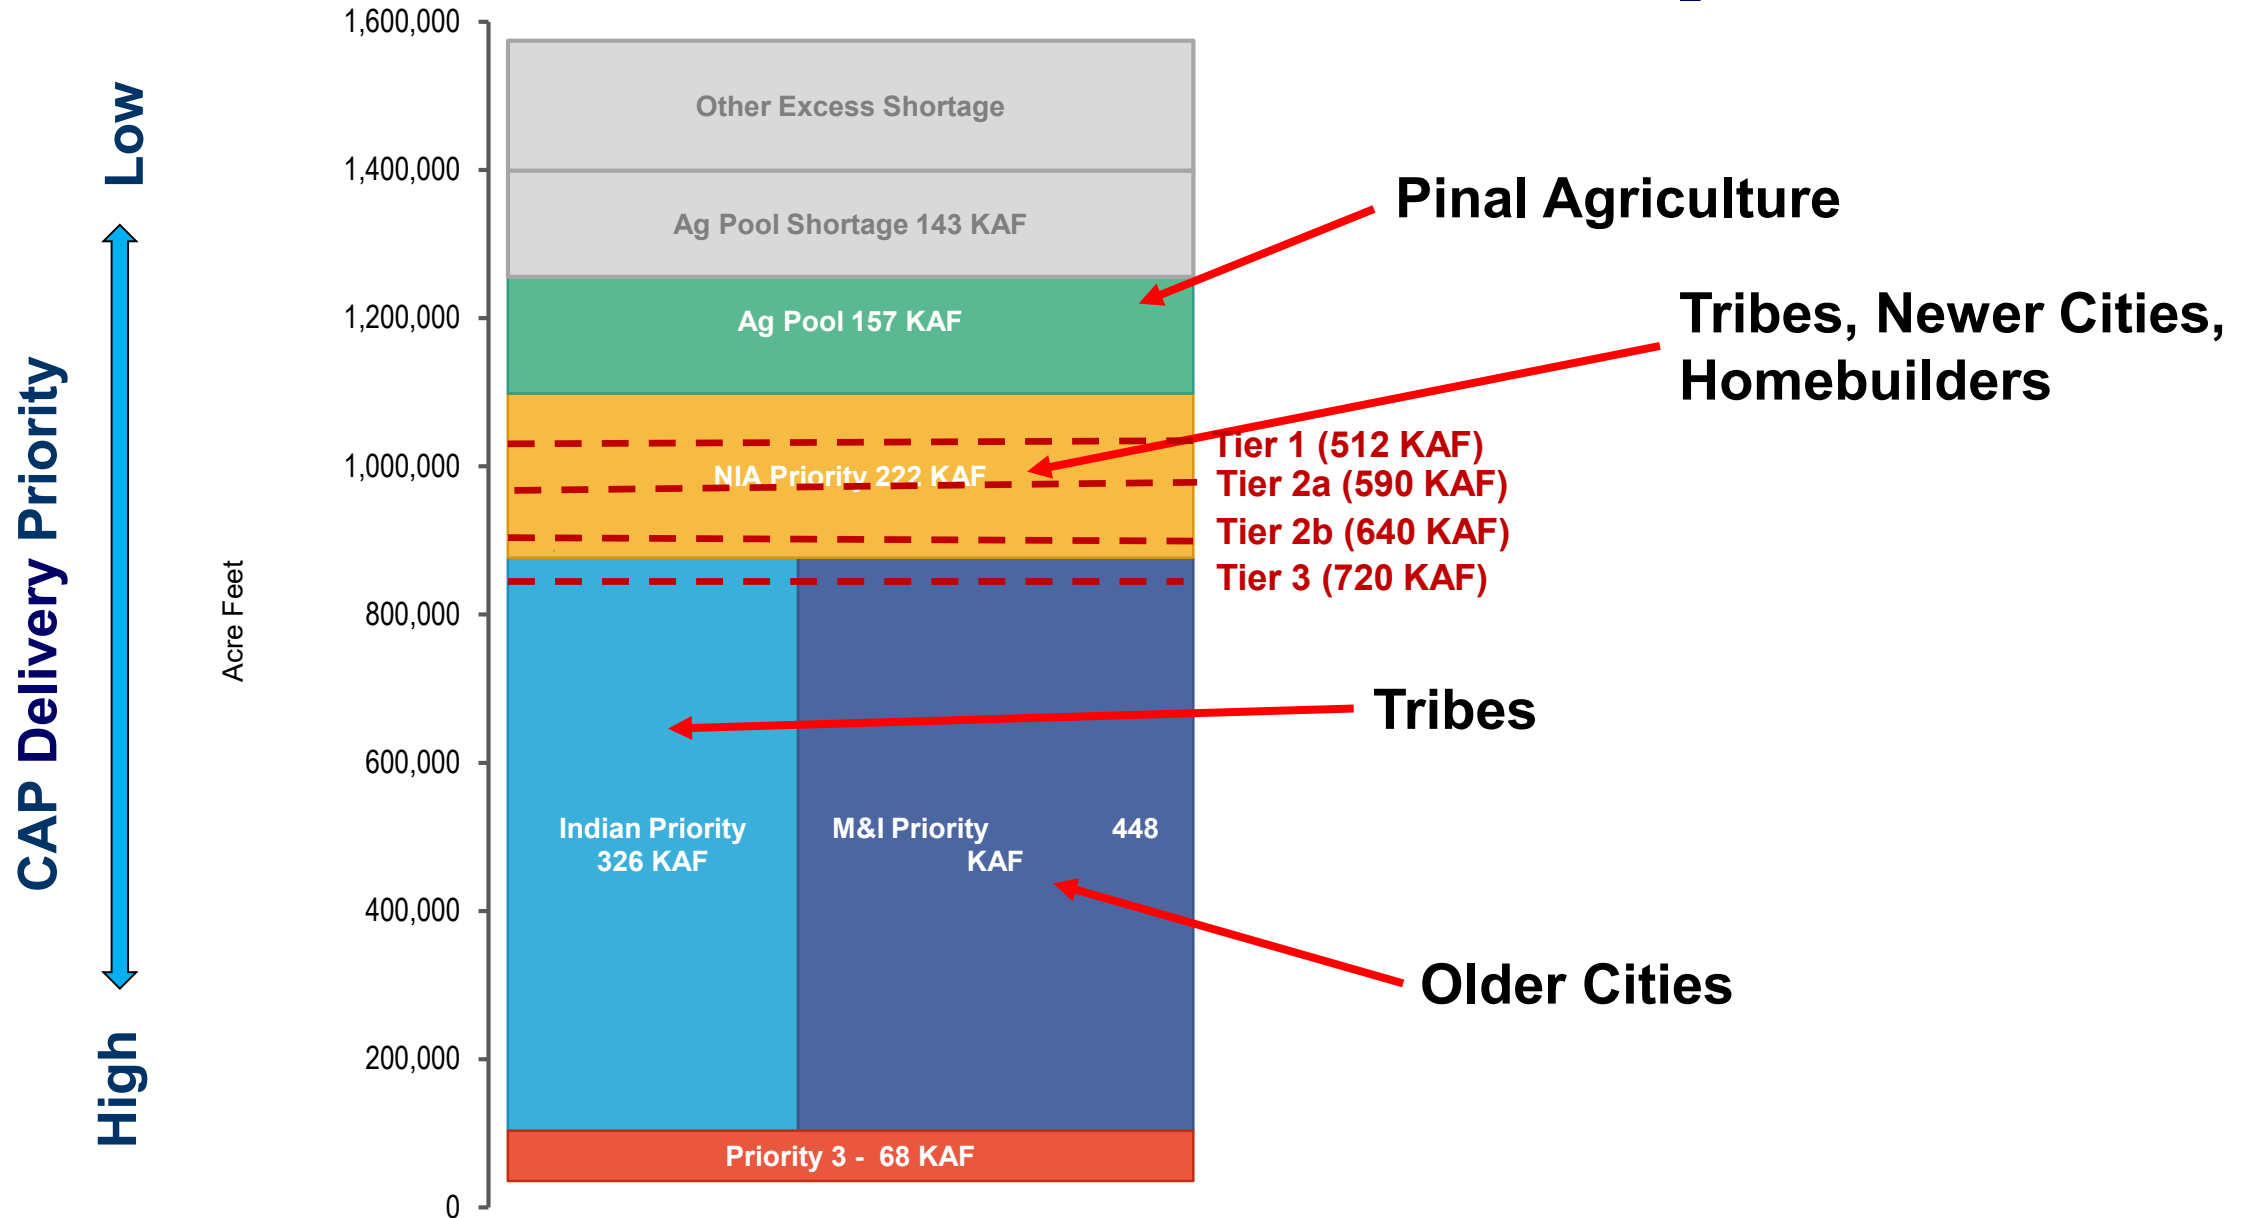 1,600,000
1,400,000
1,200,000
1,000,000
800,000
600,000
400,000
200,000
0
Acre Feet
Low
CAP Delivery Priority
High
Other Excess Shortage
Ag Pool Shortage 143 KAF
Ag Pool 157 KAF
NIA Priority 222 KAF
Indian Priority
326 KAF
M&I Priority 448
KAF
Priority 3 - 68 KAF
Pinal Agriculture
Tribes, Newer Cities,
Homebuilders
Tier 1 (512 KAF)
Tier 2a (590 KAF)
Tier 2b (640 KAF)
Tier 3 (720 KAF)
Tribes
Older Cities